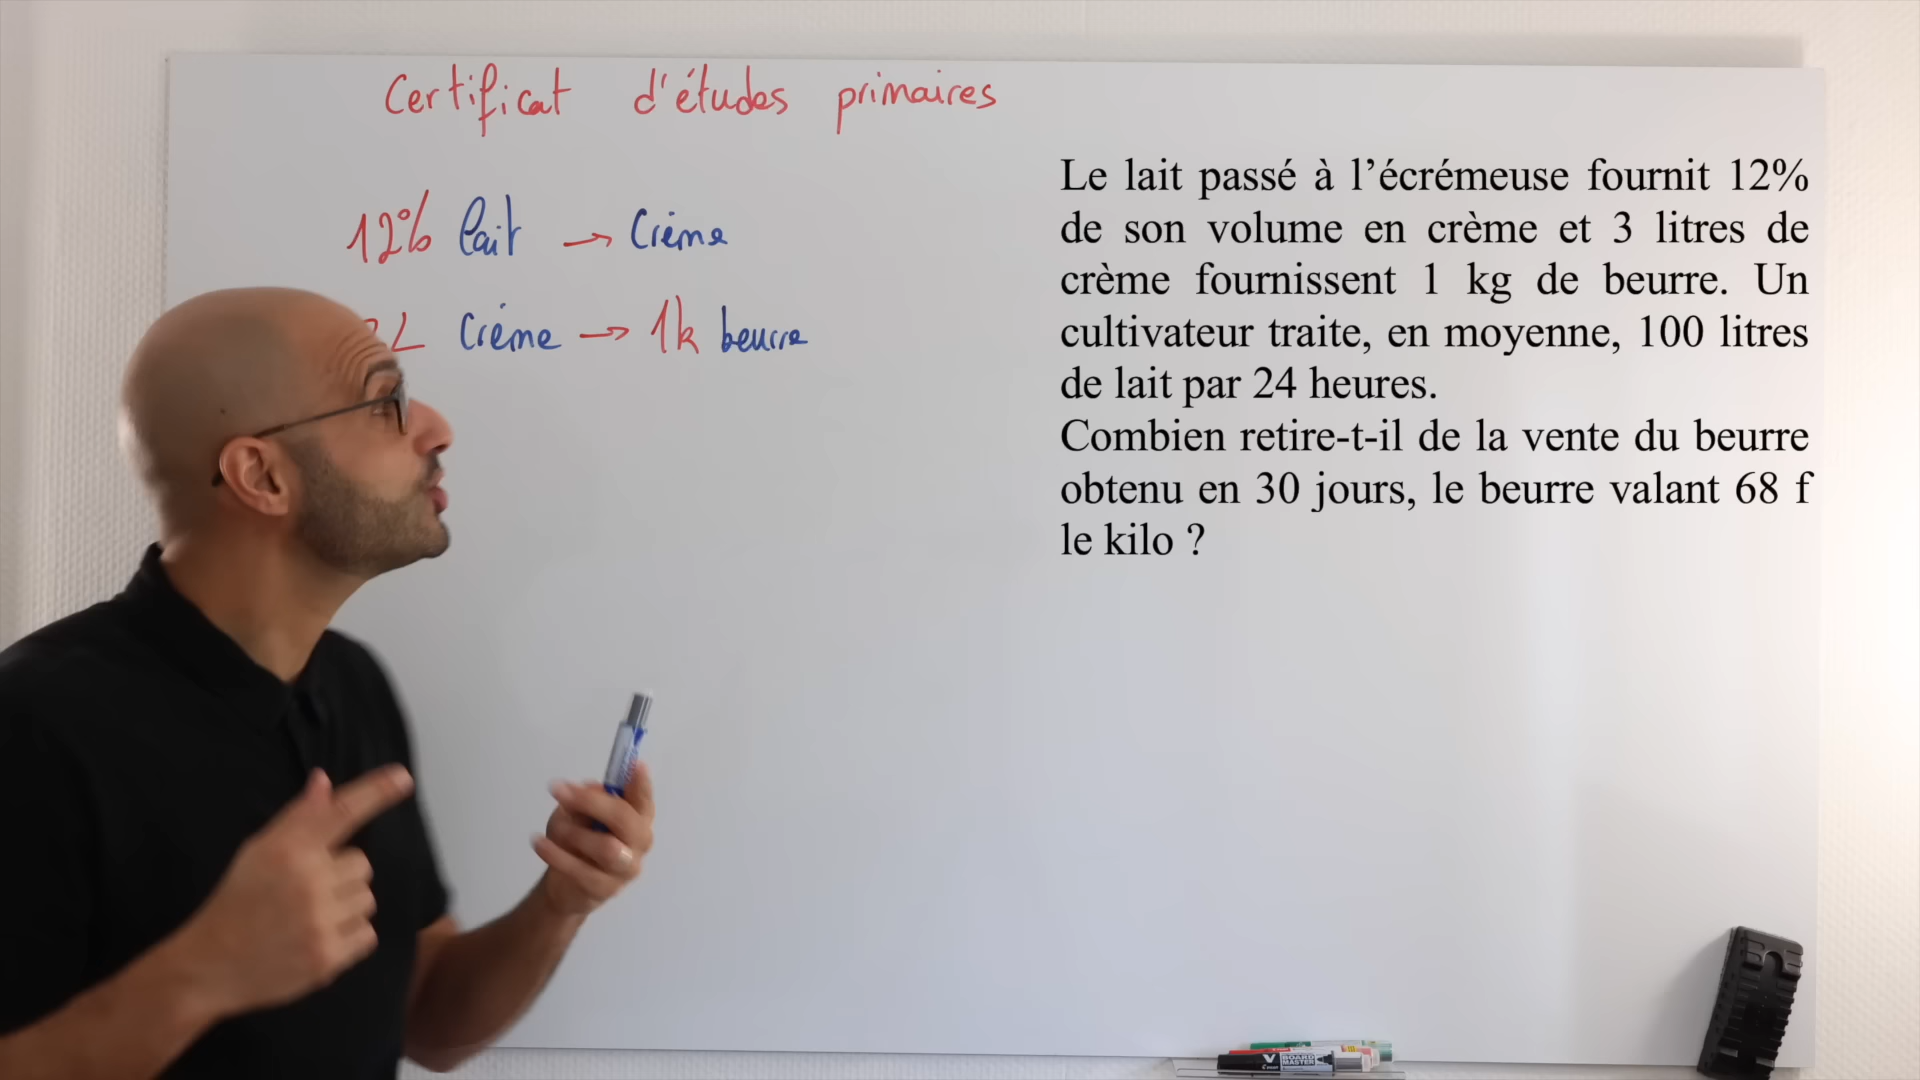 Certificat d'études primaires
12% lait → Crème
L Crème → 1k beurre
Le lait passé à l’écrémeuse fournit 12%
de son volume en crème et 3 litres de
crème fournissent 1 kg de beurre. Un
cultivateur traite, en moyenne, 100 litres
de lait par 24 heures.
Combien retire-t-il de la vente du beurre
obtenu en 30 jours, le beurre valant 68 f
le kilo ?
V BOARD
MASTER